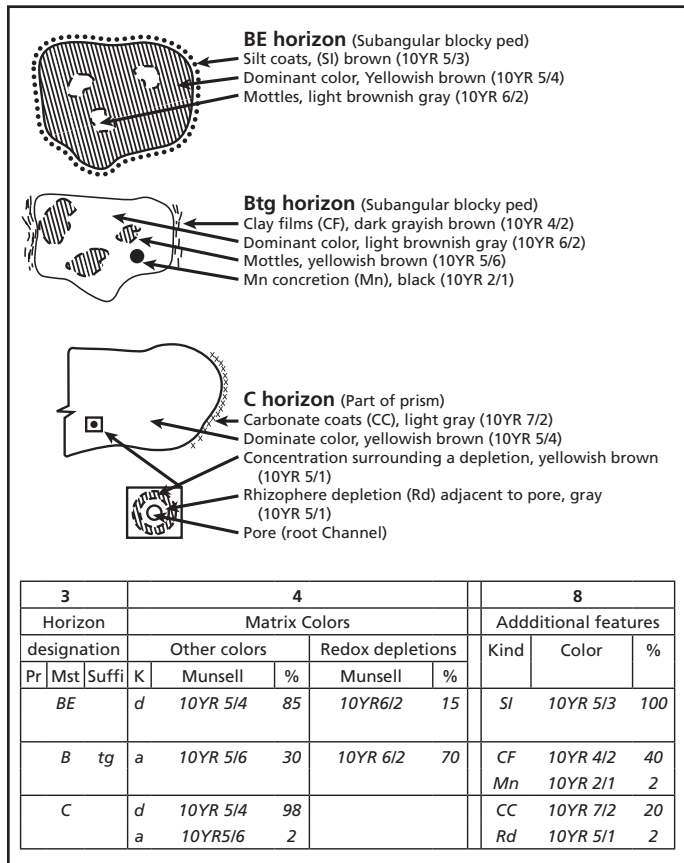 BE horizon (Subangular blocky ped)
Silt coats, (SI) brown (10YR 5/3)
Dominant color, Yellowish brown (10YR 5/4)
Mottles, light brownish gray (10YR 6/2)
Btg horizon (Subangular blocky ped)
Clay films (CF), dark grayish brown (10YR 4/2)
Dominant color, light brownish gray (10YR 6/2)
Mottles, yellowish brown (10YR 5/6)
Mn concretion (Mn), black (10YR 2/1)
C horizon (Part of prism)
Carbonate coats (CC), light gray (10YR 7/2)
Dominate color, yellowish brown (10YR 5/4)
Concentration surrounding a depletion, yellowish brown
(10YR 5/1)
Rhizophere depletion (Rd) adjacent to pore, gray
(10YR 5/1)
Pore (root Channel)
3 4 8
Horizon Matrix Colors Addditional features
designation Other colors Redox depletions Kind Color %
Pr Mst Suffi K Munsell % Munsell %
BE d 10YR 5/4 85 10YR6/2 15 SI 10YR 5/3 100
B tg a 10YR 5/6 30 10YR 6/2 70 CF 10YR 4/2 40
Mn 10YR 2/1 2
C d 10YR 5/4 98 CC 10YR 7/2 20
a 10YR5/6 2 Rd 10YR 5/1 2